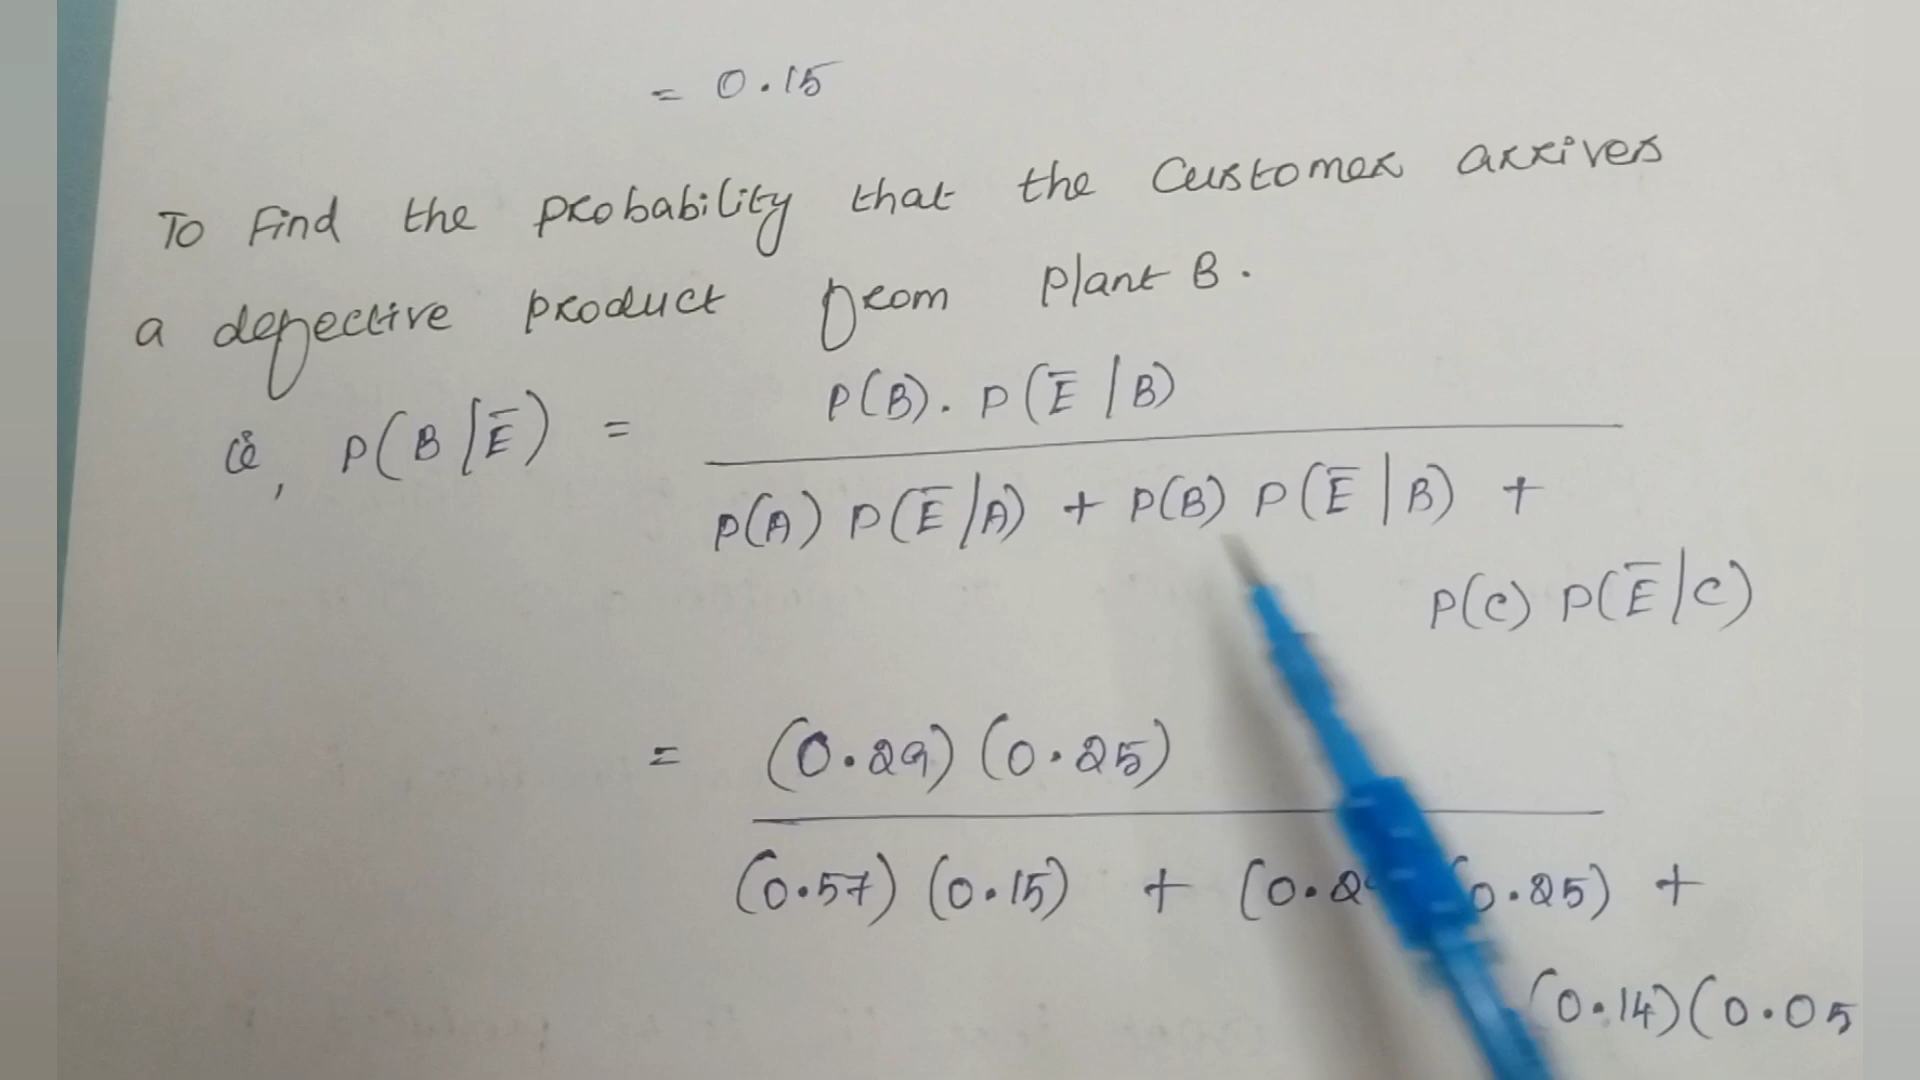 = 0.15
To Find the probability that the Customer arrives
a defective product from Plant B.
ie, P(B/E̅) = P(B). P(E̅/B)
P(A) P(E̅/A) + P(B) P(E̅/B) +
P(C) P(E̅/C)
= (0.29) (0.25)
(0.57) (0.15) + (0.2 0.25) +
(0.14)(0.05